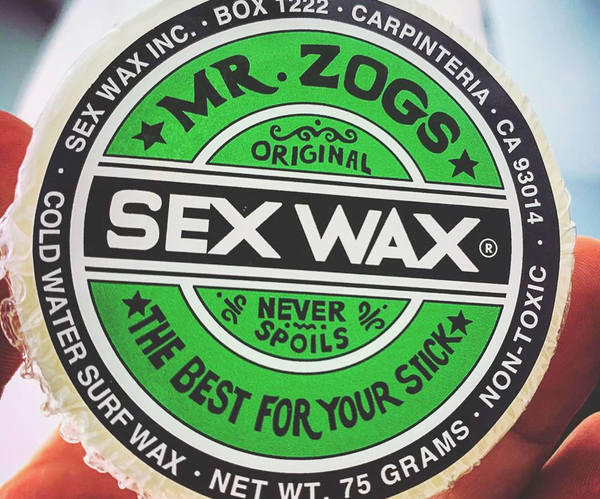 SEX WAX INC. · BOX 1222 · CARPINTERIA, CA 93014 ·
MR. ZOGS
ORIGINAL
SEX WAX®
NEVER
SPOILS
THE BEST FOR YOUR STICK
· COLD WATER SURF WAX · NET WT. 75 GRAMS · NON-TOXIC ·